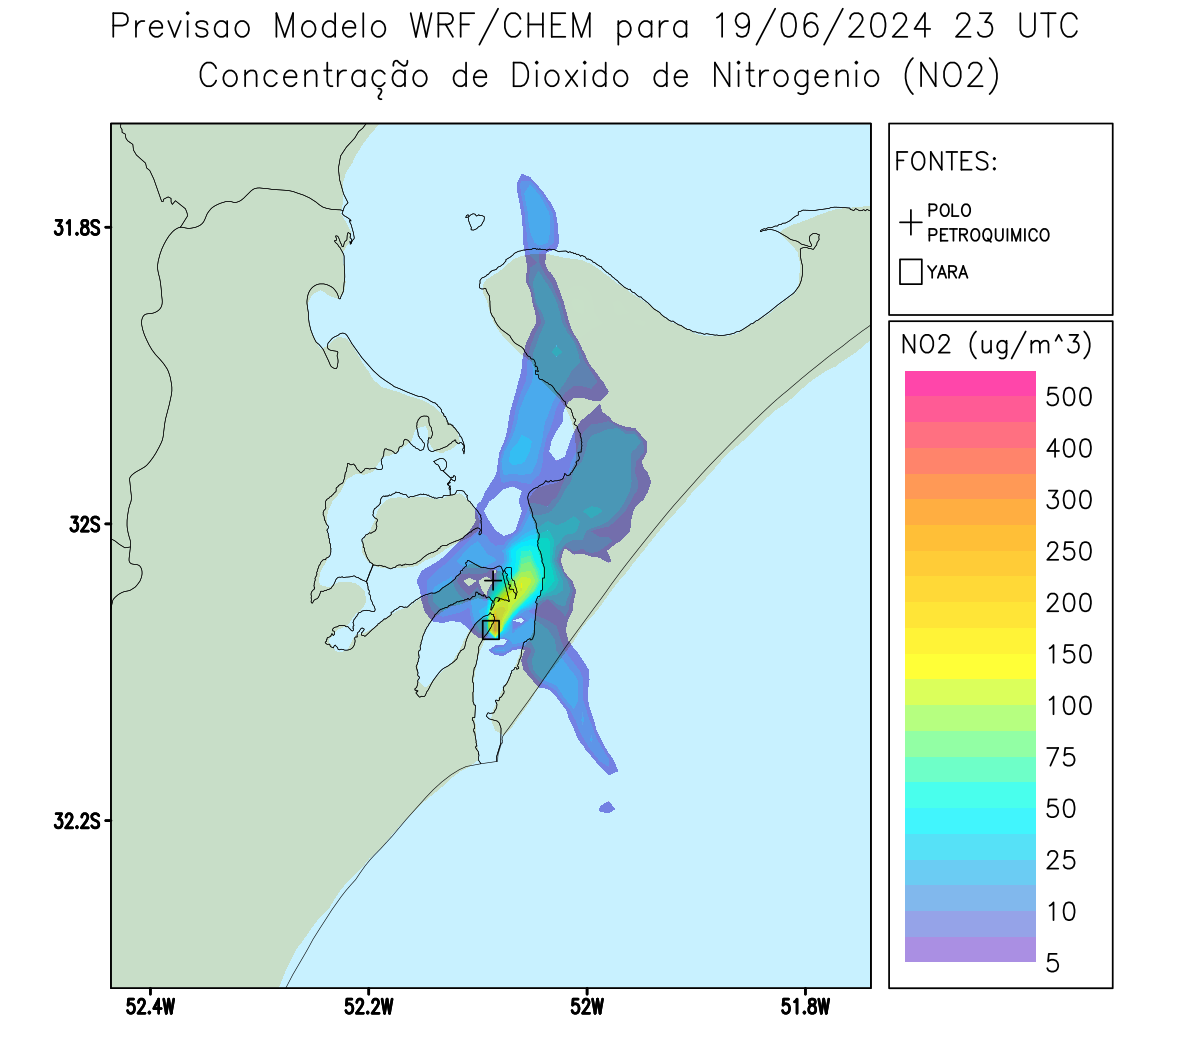 Previsao Modelo WRF/CHEM para 19/06/2024 23 UTC
Concentração de Dioxido de Nitrogenio (NO2)
FONTES:
POLO
PETROQUIMICO
YARA
NO2 (ug/m^3)
500
400
300
250
200
150
100
75
50
25
10
5
31.8S
32S
32.2S
52.4W
52.2W
52W
51.8W